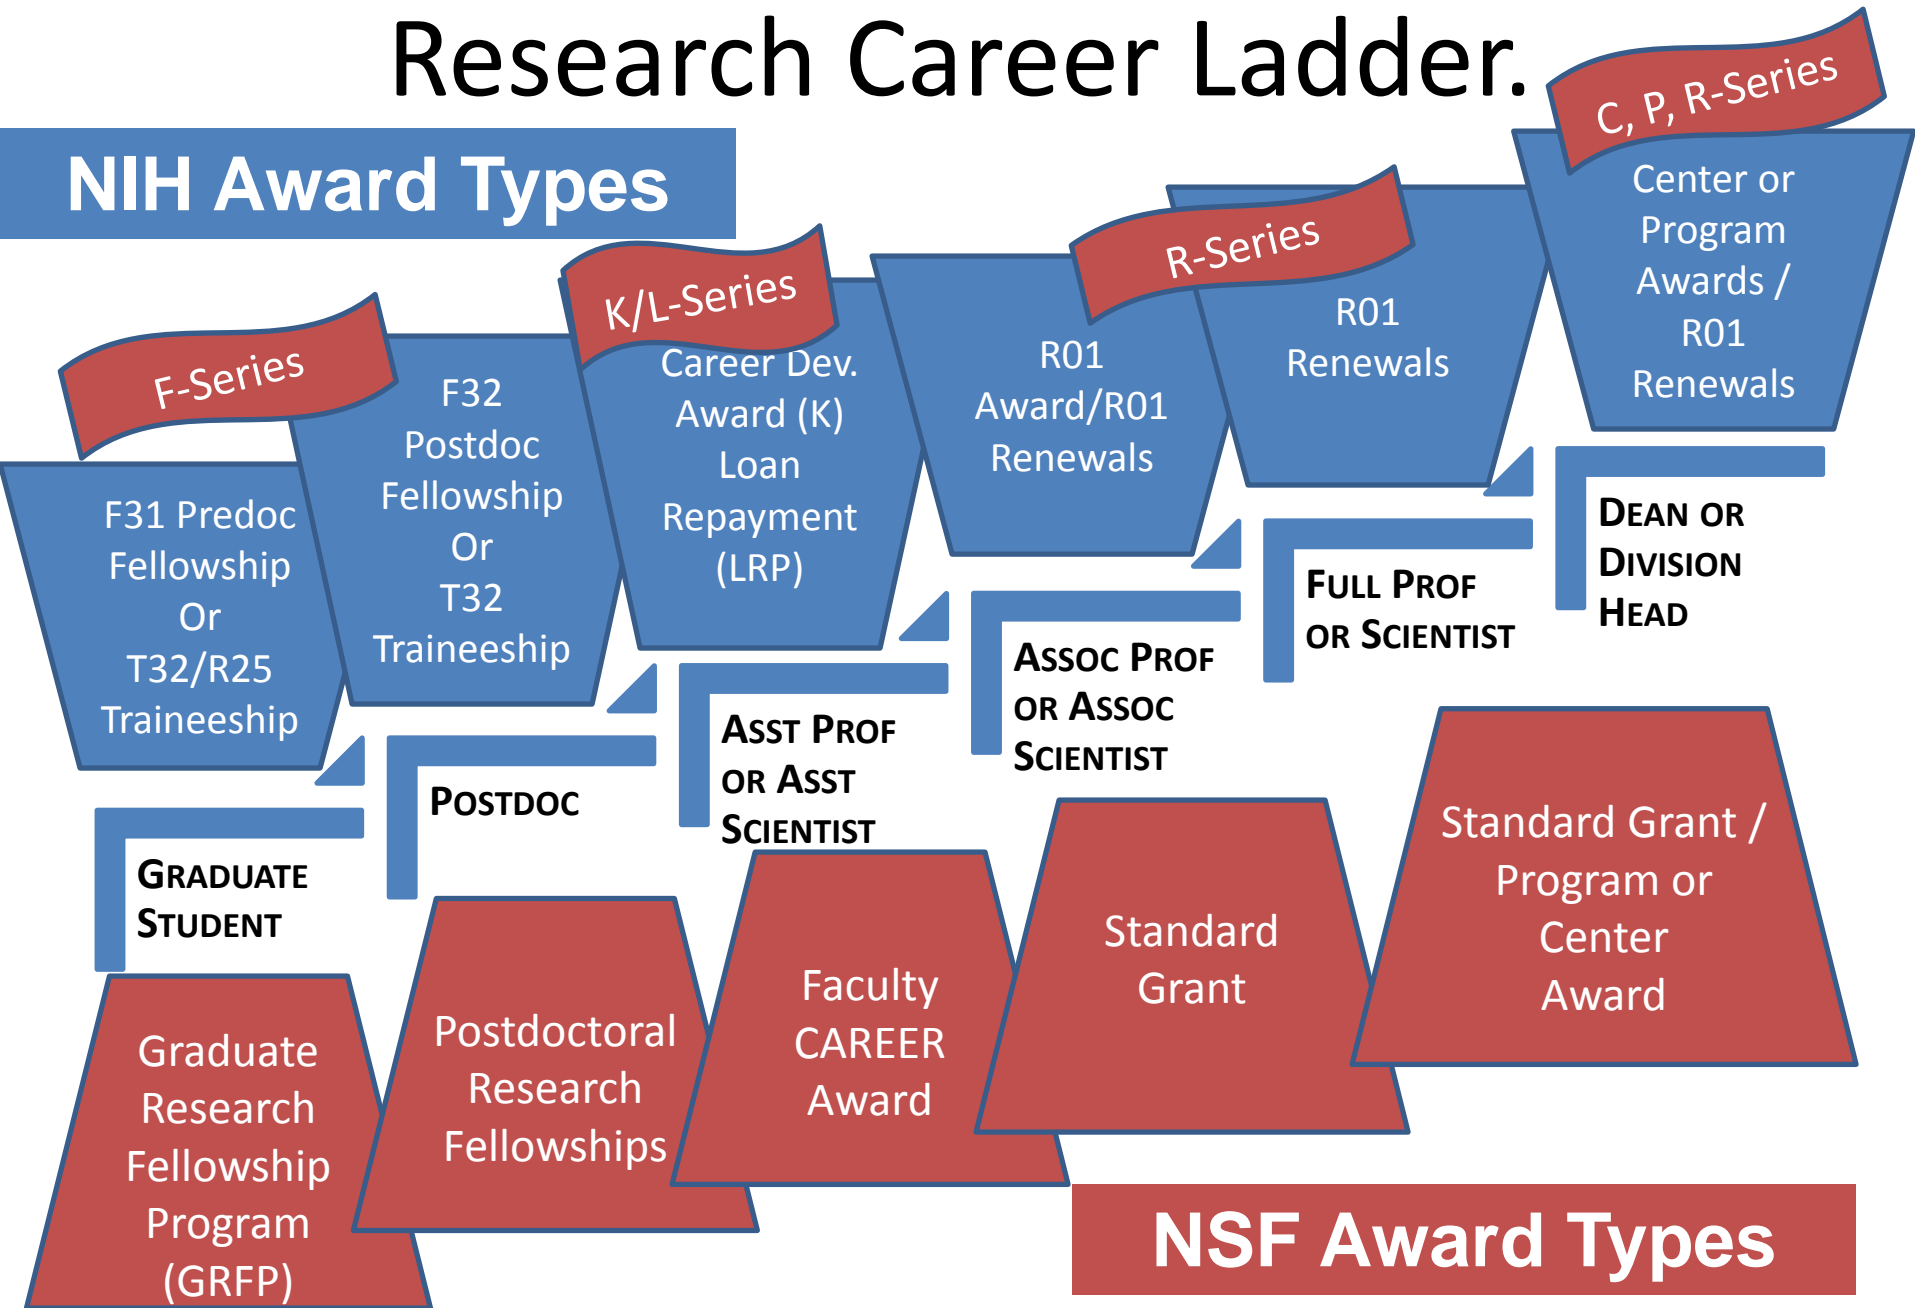 Research Career Ladder.
NIH Award Types
F-Series
F31 Predoc
Fellowship
Or
T32/R25
Traineeship
F32
Postdoc
Fellowship
Or
T32
Traineeship
K/L-Series
Career Dev.
Award (K)
Loan
Repayment
(LRP)
R01
Award/R01
Renewals
R-Series
R01
Renewals
C, P, R-Series
Center or
Program
Awards /
R01
Renewals
GRADUATE
STUDENT
POSTDOC
ASST PROF
OR ASST
SCIENTIST
ASSOC PROF
OR ASSOC
SCIENTIST
FULL PROF
OR SCIENTIST
DEAN OR
DIVISION
HEAD
Graduate
Research
Fellowship
Program
(GRFP)
Postdoctoral
Research
Fellowships
Faculty
CAREER
Award
Standard
Grant
Standard Grant /
Program or
Center
Award
NSF Award Types